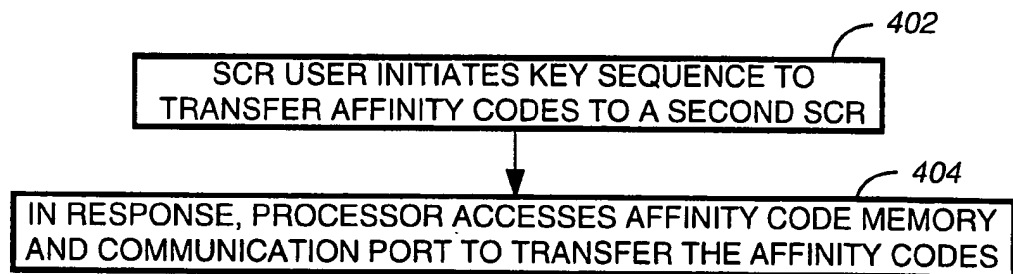 402
SCR USER INITIATES KEY SEQUENCE TO
TRANSFER AFFINITY CODES TO A SECOND SCR
404
IN RESPONSE, PROCESSOR ACCESSES AFFINITY CODE MEMORY
AND COMMUNICATION PORT TO TRANSFER THE AFFINITY CODES